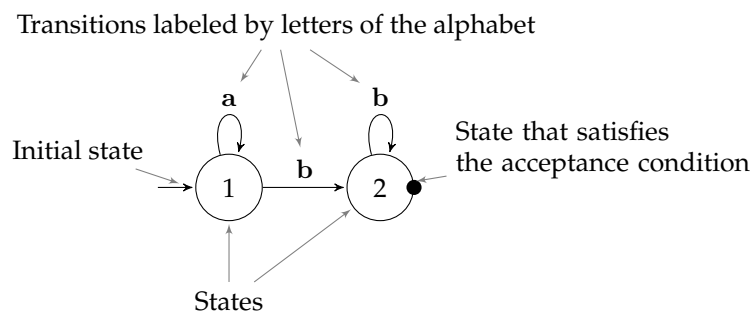 Transitions labeled by letters of the alphabet
a
b
Initial state
b
State that satisfies
the acceptance condition
1
2
States